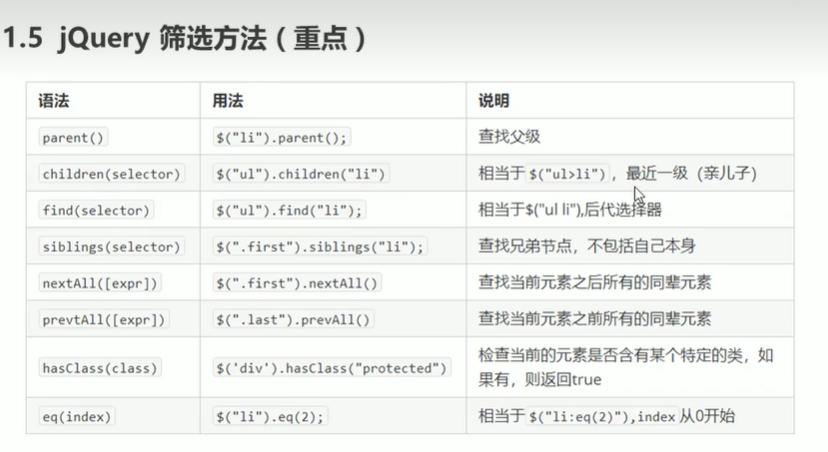 1.5 jQuery 筛选方法（重点）
语法 用法 说明
parent() $("li").parent(); 查找父级
children(selector) $("ul").children("li") 相当于$("ul>li")，最近一级（亲儿子）
find(selector) $("ul").find("li"); 相当于$("ul li"),后代选择器
siblings(selector) $(".first").siblings("li"); 查找兄弟节点，不包括自己本身
nextAll([expr]) $(".first").nextAll() 查找当前元素之后所有的同辈元素
prevtAll([expr]) $(".last").prevAll() 查找当前元素之前所有的同辈元素
hasClass(class) $('div').hasClass("protected") 检查当前的元素是否含有某个特定的类，如
果有，则返回true
eq(index) $("li").eq(2); 相当于$("li:eq(2)"),index从0开始